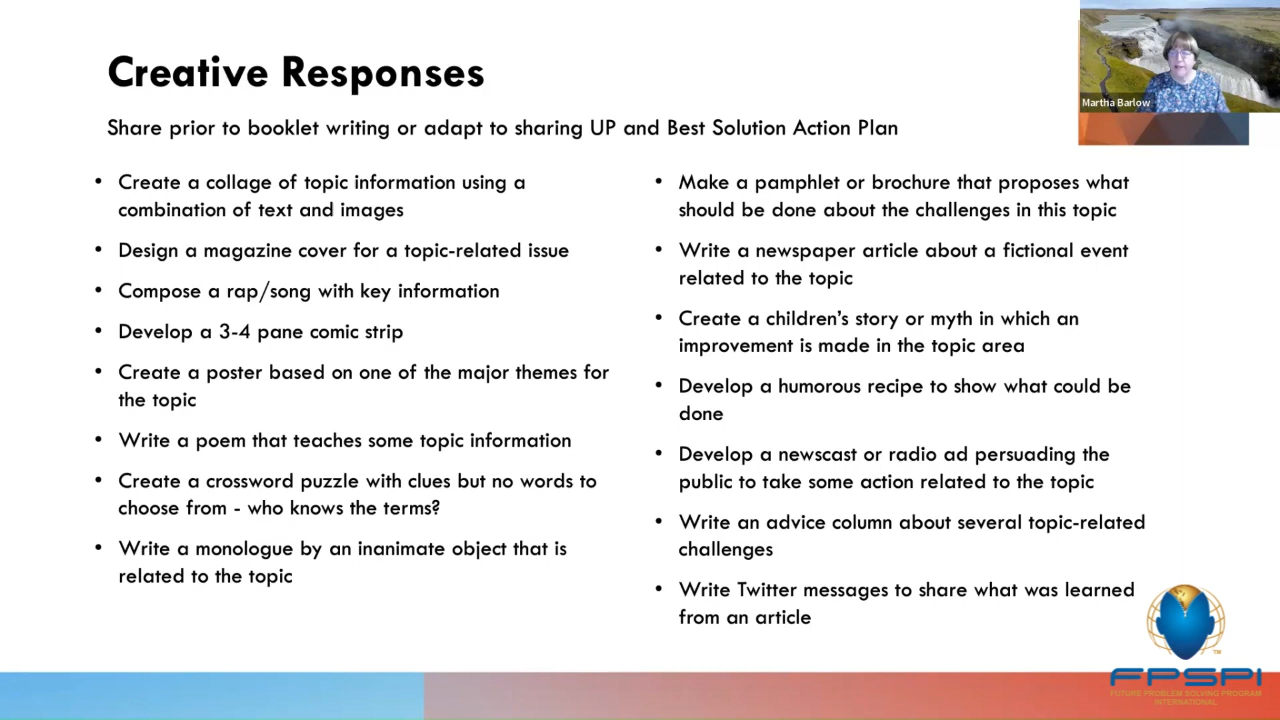 Creative Responses
Martha Barlow
Share prior to booklet writing or adapt to sharing UP and Best Solution Action Plan
• Create a collage of topic information using a
combination of text and images
• Design a magazine cover for a topic-related issue
• Compose a rap/song with key information
• Develop a 3-4 pane comic strip
• Create a poster based on one of the major themes for
the topic
• Write a poem that teaches some topic information
• Create a crossword puzzle with clues but no words to
choose from - who knows the terms?
• Write a monologue by an inanimate object that is
related to the topic
• Make a pamphlet or brochure that proposes what
should be done about the challenges in this topic
• Write a newspaper article about a fictional event
related to the topic
• Create a children's story or myth in which an
improvement is made in the topic area
• Develop a humorous recipe to show what could be
done
• Develop a newscast or radio ad persuading the
public to take some action related to the topic
• Write an advice column about several topic-related
challenges
• Write Twitter messages to share what was learned
from an article
TM
FPSPI
FUTURE PROBLEM SOLVING PROGRAM
INTERNATIONAL